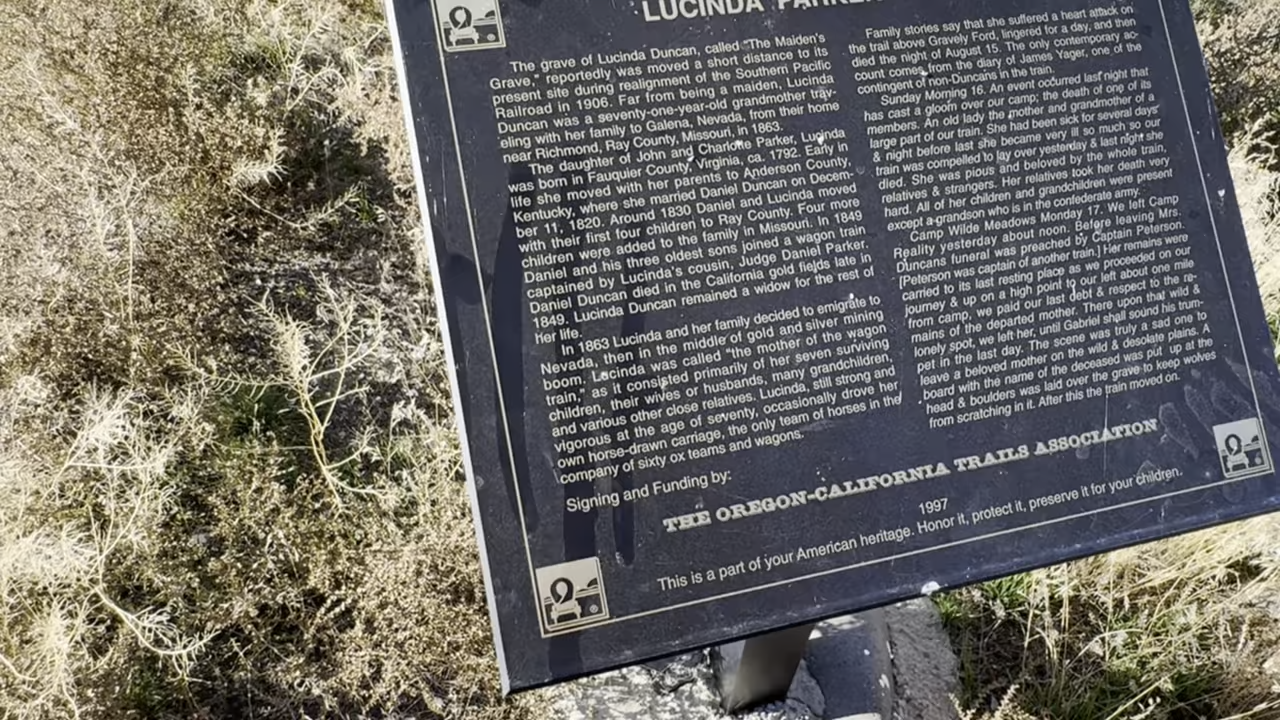 LUCINDA PARKER
The grave of Lucinda Duncan, called "The Maiden's
Grave," reportedly was moved a short distance to its
present site during realignment of the Southern Pacific
Railroad in 1906. Far from being a maiden, Lucinda
Duncan was a seventy-one-year-old grandmother trav-
eling with her family to Galena, Nevada, from their home
near Richmond, Ray County, Missouri, in 1863.
The daughter of John and Charlotte Parker, Lucinda
was born in Fauquier County, Virginia, ca. 1792. Early in
life she moved with her parents to Anderson County,
Kentucky, where she married Daniel Duncan on Decem-
ber 11, 1820. Around 1830 Daniel and Lucinda moved
with their first four children to Ray County. Four more
children were added to the family in Missouri. In 1849
Daniel and his three oldest sons joined a wagon train
captained by Lucinda's cousin, Judge Daniel Parker.
Daniel Duncan died in the California gold fields late in
1849. Lucinda Duncan remained a widow for the rest of
her life.
In 1863 Lucinda and her family decided to emigrate to
Nevada, then in the middle of gold and silver mining
boom. Lucinda was called "the mother of the wagon
train," as it consisted primarily of her seven surviving
children, their wives or husbands, many grandchildren,
and various other close relatives. Lucinda, still strong and
vigorous at the age of seventy, occasionally drove her
own horse-drawn carriage, the only team of horses in the
company of sixty ox teams and wagons.
Family stories say that she suffered a heart attack on
the trail above Gravely Ford, lingered for a day, and then
died the night of August 15. The only contemporary ac-
count comes from the diary of James Yager, one of the
contingent of non-Duncans in the train.
Sunday Morning 16. An event occurred last night that
has cast a gloom over our camp; the death of one of its
members. An old lady the mother and grandmother of a
large part of our train. She had been sick for several days
& night before last she became very ill so much so our
train was compelled to lay over yesterday & last night she
died. She was pious and beloved by the whole train,
relatives & strangers. Her relatives took her death very
hard. All of her children and grandchildren were present
except a grandson who is in the confederate army.
Camp Wilde Meadows Monday 17. We left Camp
Reality yesterday about noon. Before leaving Mrs.
Duncans funeral was preached by Captain Peterson.
[Peterson was captain of another train.] Her remains were
carried to its last resting place as we proceeded on our
journey & up on a high point to our left about one mile
from camp, we paid our last debt & respect to the re-
mains of the departed mother. There upon that wild &
lonely spot, we left her, until Gabriel shall sound his trum-
pet in the last day. The scene was truly a sad one to
leave a beloved mother on the wild & desolate plains. A
board with the name of the deceased was put up at the
head & boulders was laid over the grave to keep wolves
from scratching in it. After this the train moved on.
Signing and Funding by:
THE OREGON-CALIFORNIA TRAILS ASSOCIATION
1997
This is a part of your American heritage. Honor it, protect it, preserve it for your children.